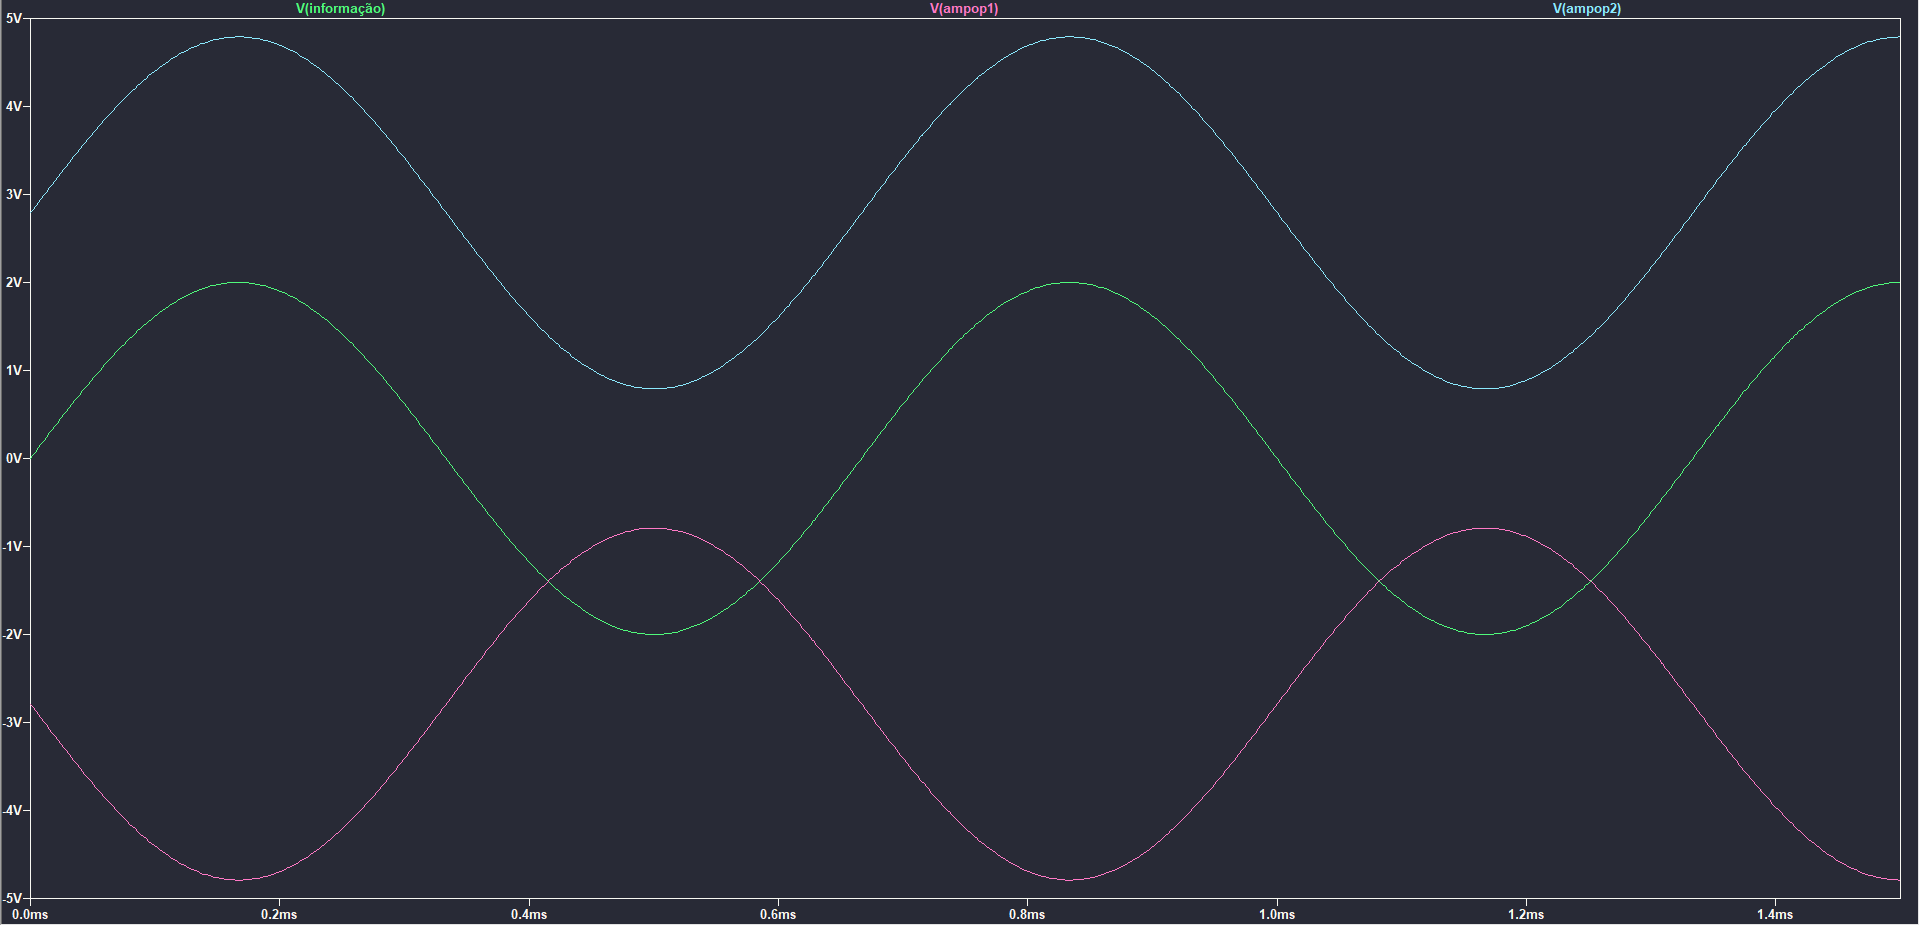 V(informação) V(ampop1) V(ampop2)
5V
4V
3V
2V
1V
0V
-1V
-2V
-3V
-4V
-5V
0.0ms 0.2ms 0.4ms 0.6ms 0.8ms 1.0ms 1.2ms 1.4ms